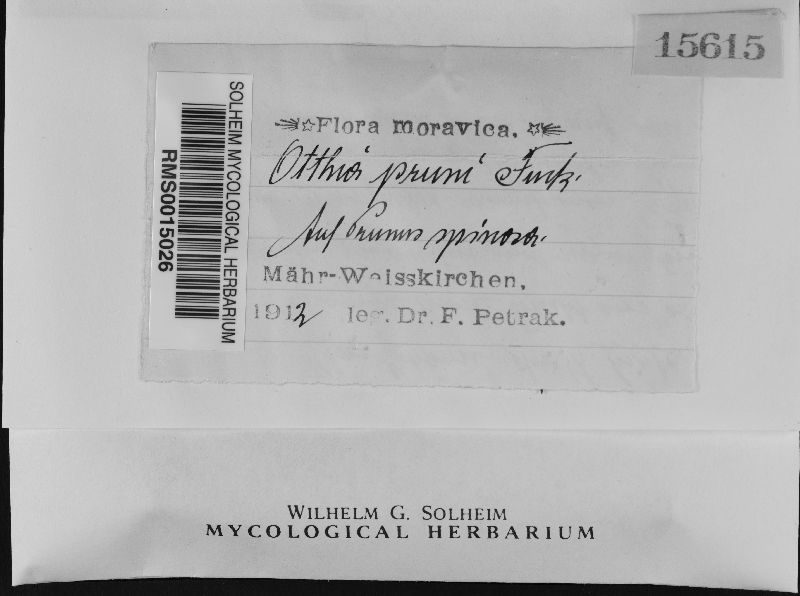 15615
SOLHEIM MYCOLOGICAL HERBARIUM
RMS0015026
Flora moravica.
Otthia pruni Fuck.
Auf Prunus spinosa.
Mähr-Weisskirchen.
1912 leg. Dr. F. Petrak.
WILHELM G. SOLHEIM
MYCOLOGICAL HERBARIUM